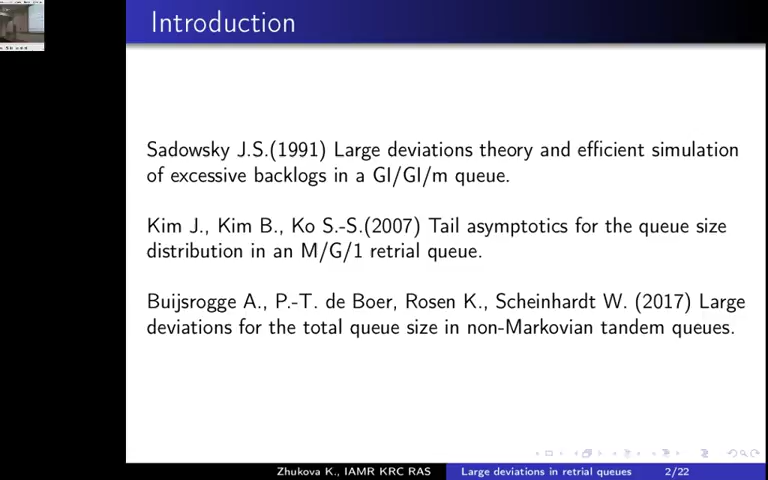 Introduction
Sadowsky J.S.(1991) Large deviations theory and efficient simulation
of excessive backlogs in a GI/GI/m queue.
Kim J., Kim B., Ko S.-S.(2007) Tail asymptotics for the queue size
distribution in an M/G/1 retrial queue.
Buijsrogge A., P.-T. de Boer, Rosen K., Scheinhardt W. (2017) Large
deviations for the total queue size in non-Markovian tandem queues.
Zhukova K., IAMR KRC RAS
Large deviations in retrial queues
2/22